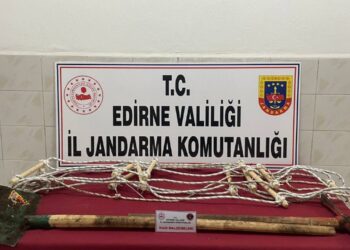 T.C.
EDİRNE VALİLİĞİ
İL JANDARMA KOMUTANLIĞI